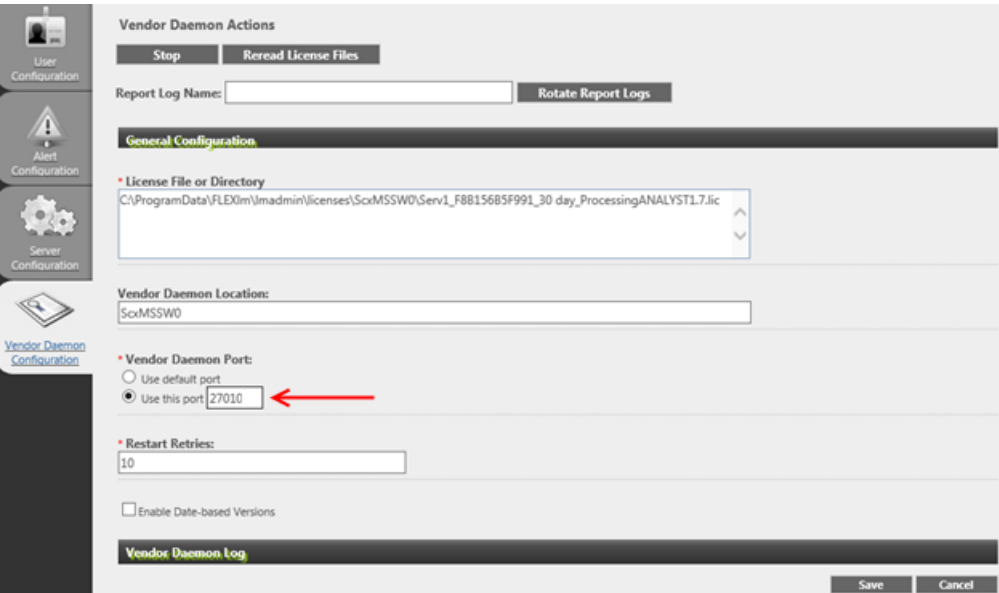 User
Configuration
Alert
Configuration
Server
Configuration
Vendor Daemon
Configuration
Vendor Daemon Actions
Stop Reread License Files
Report Log Name: Rotate Report Logs
General Configuration
* License File or Directory
C:\ProgramData\FLEXlm\lmadmin\licenses\ScxMSSW0\Serv1_F8B156B5F991_30 day_ProcessingANALYST1.7.lic
Vendor Daemon Location:
ScxMSSW0
* Vendor Daemon Port:
Use default port
Use this port 27010
* Restart Retries:
10
Enable Date-based Versions
Vendor Daemon Log
Save Cancel